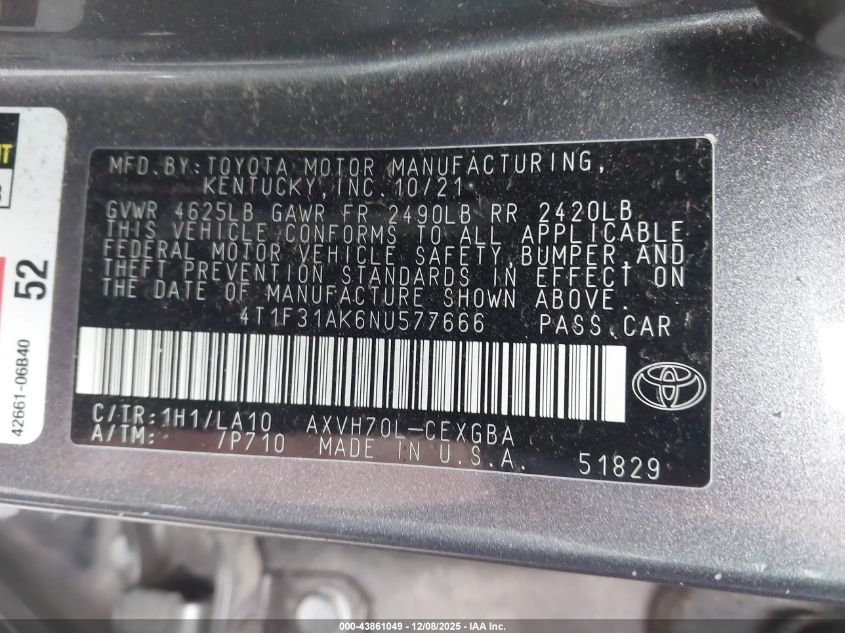 MFD.BY:TOYOTA MOTOR MANUFACTURING,
KENTUCKY,INC. 10/21
GVWR 4625LB GAWR FR 2490LB RR 2420LB
THIS VEHICLE CONFORMS TO ALL APPLICABLE
FEDERAL MOTOR VEHICLE SAFETY,BUMPER,AND
THEFT PREVENTION STANDARDS IN EFFECT ON
THE DATE OF MANUFACTURE SHOWN ABOVE.
4T1F31AK6NU577666 PASS.CAR
C/TR:1H1/LA10 AXVH70L-CEXGBA
A/TM: /P710 MADE IN U.S.A. 51829
52
42661-06B40
000-43861049 - 12/08/2025 - IAA Inc.